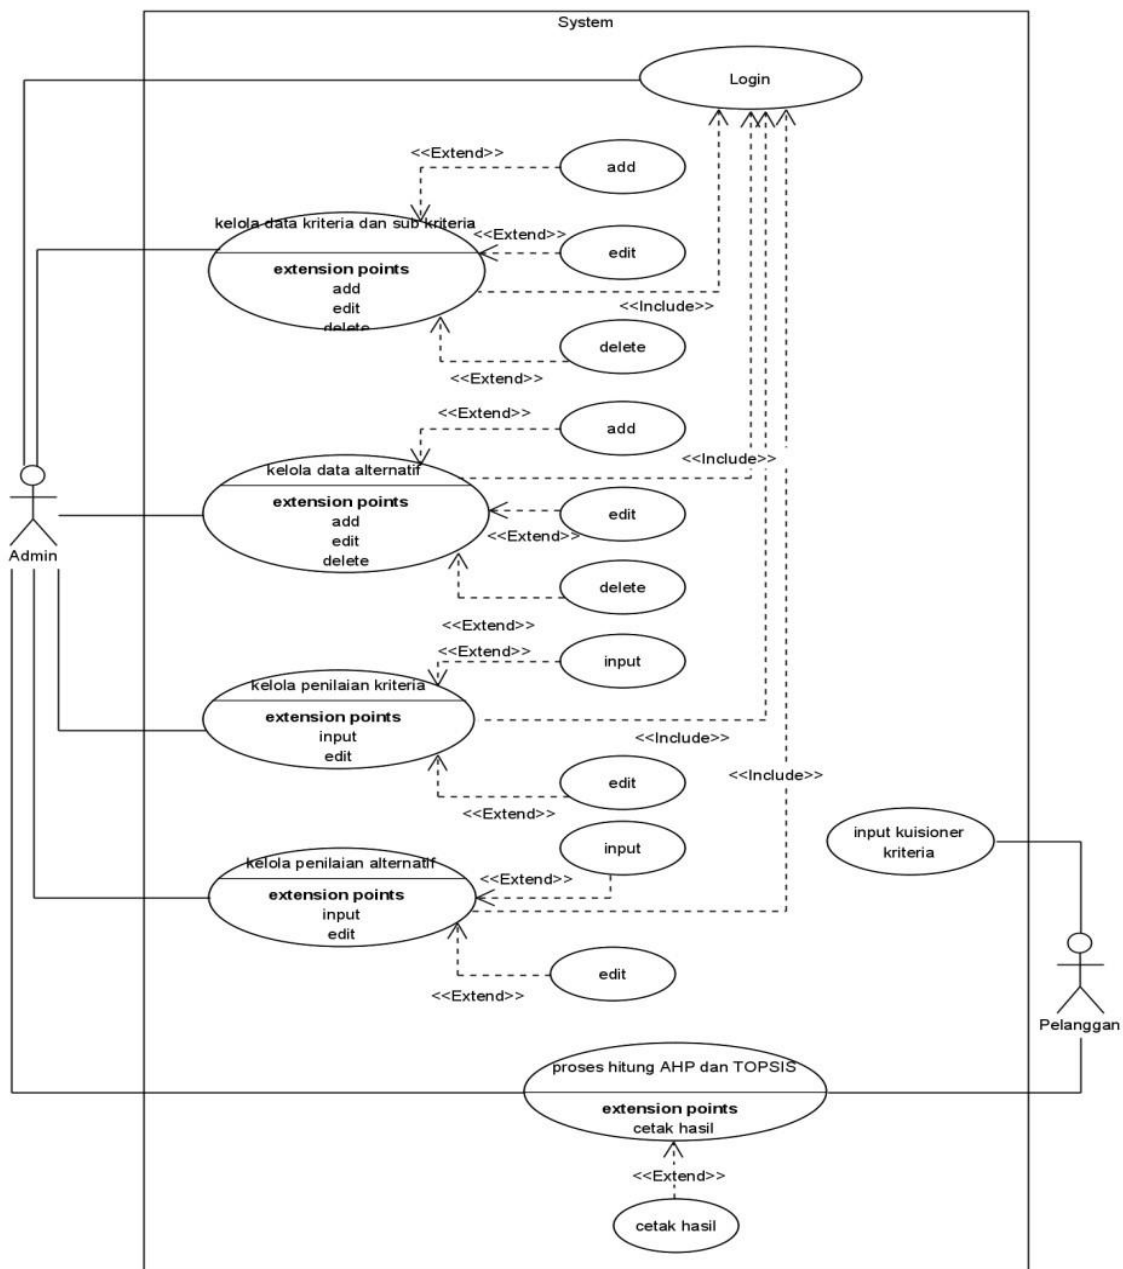 System
Login
<<Extend>>
add
kelola data kriteria dan sub kriteria
<<Extend>>
edit
extension points
add
edit
delete
<<Include>>
delete
<<Extend>>
<<Extend>>
add
<<Include>>
kelola data alternatif
extension points
add
edit
delete
edit
<<Extend>>
Admin
delete
<<Extend>>
<<Extend>>
input
kelola penilaian kriteria
extension points
input
edit
<<Include>>
<<Include>>
edit
<<Extend>>
input kuisioner
kriteria
input
kelola penilaian alternatif
<<Extend>>
extension points
input
edit
edit
<<Extend>>
Pelanggan
proses hitung AHP dan TOPSIS
extension points
cetak hasil
<<Extend>>
cetak hasil